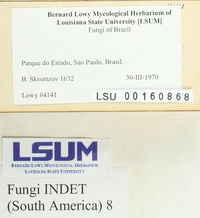 Bernard Lowy Mycological Herbarium of
Louisiana State University [LSUM]
Fungi of Brazil
Parque do Estado, Sao Paulo, Brasil.
B. Skvortzov 1632 30-III-1970
Lowy #4141
LSU 00160868
LSUM
BERNARD LOWY MYCOLOGICAL HERBARIUM
LOUISIANA STATE UNIVERSITY
Fungi INDET
(South America) 8